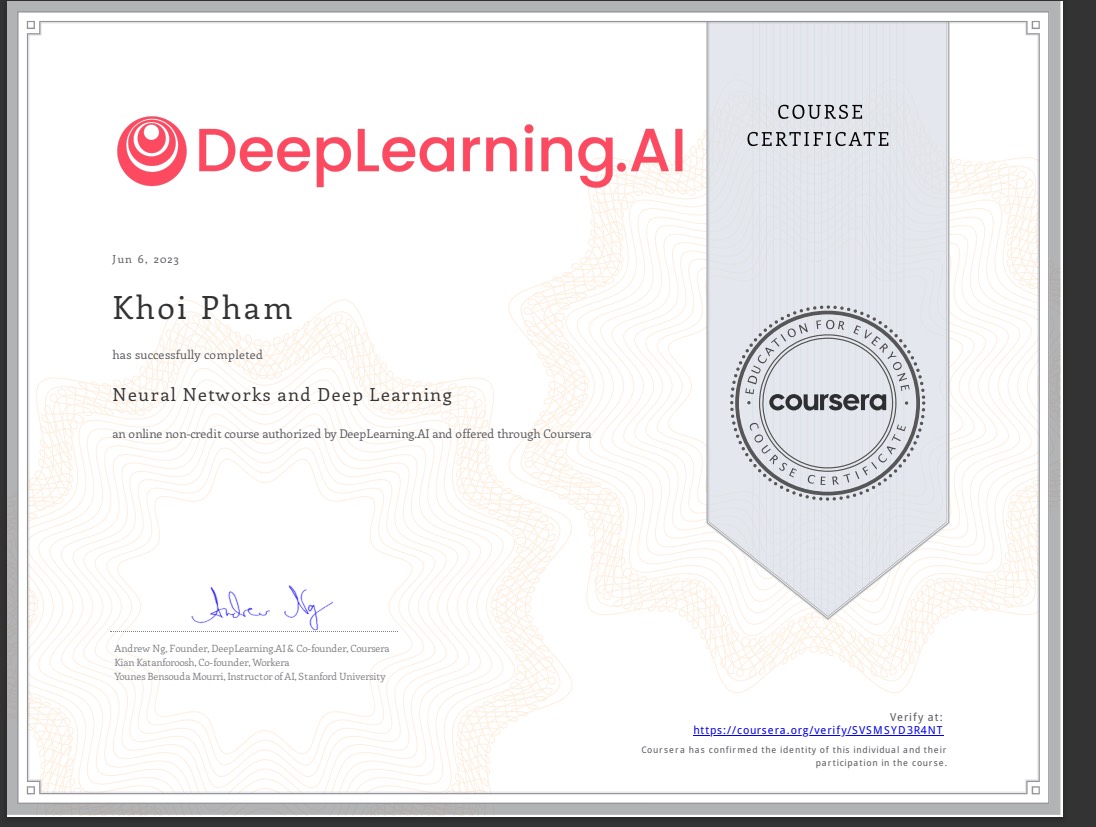 DeepLearning.AI
COURSE
CERTIFICATE
Jun 6, 2023
Khoi Pham
has successfully completed
Neural Networks and Deep Learning
an online non-credit course authorized by DeepLearning.AI and offered through Coursera
EDUCATION FOR EVERYONE
coursera
COURSE CERTIFICATE
Andrew Ng
Andrew Ng, Founder, DeepLearning.AI & Co-founder, Coursera
Kian Katanforoosh, Co-founder, Workera
Younes Bensouda Mourri, Instructor of AI, Stanford University
Verify at:
https://coursera.org/verify/SVSMSYD3R4NT
Coursera has confirmed the identity of this individual and their
participation in the course.